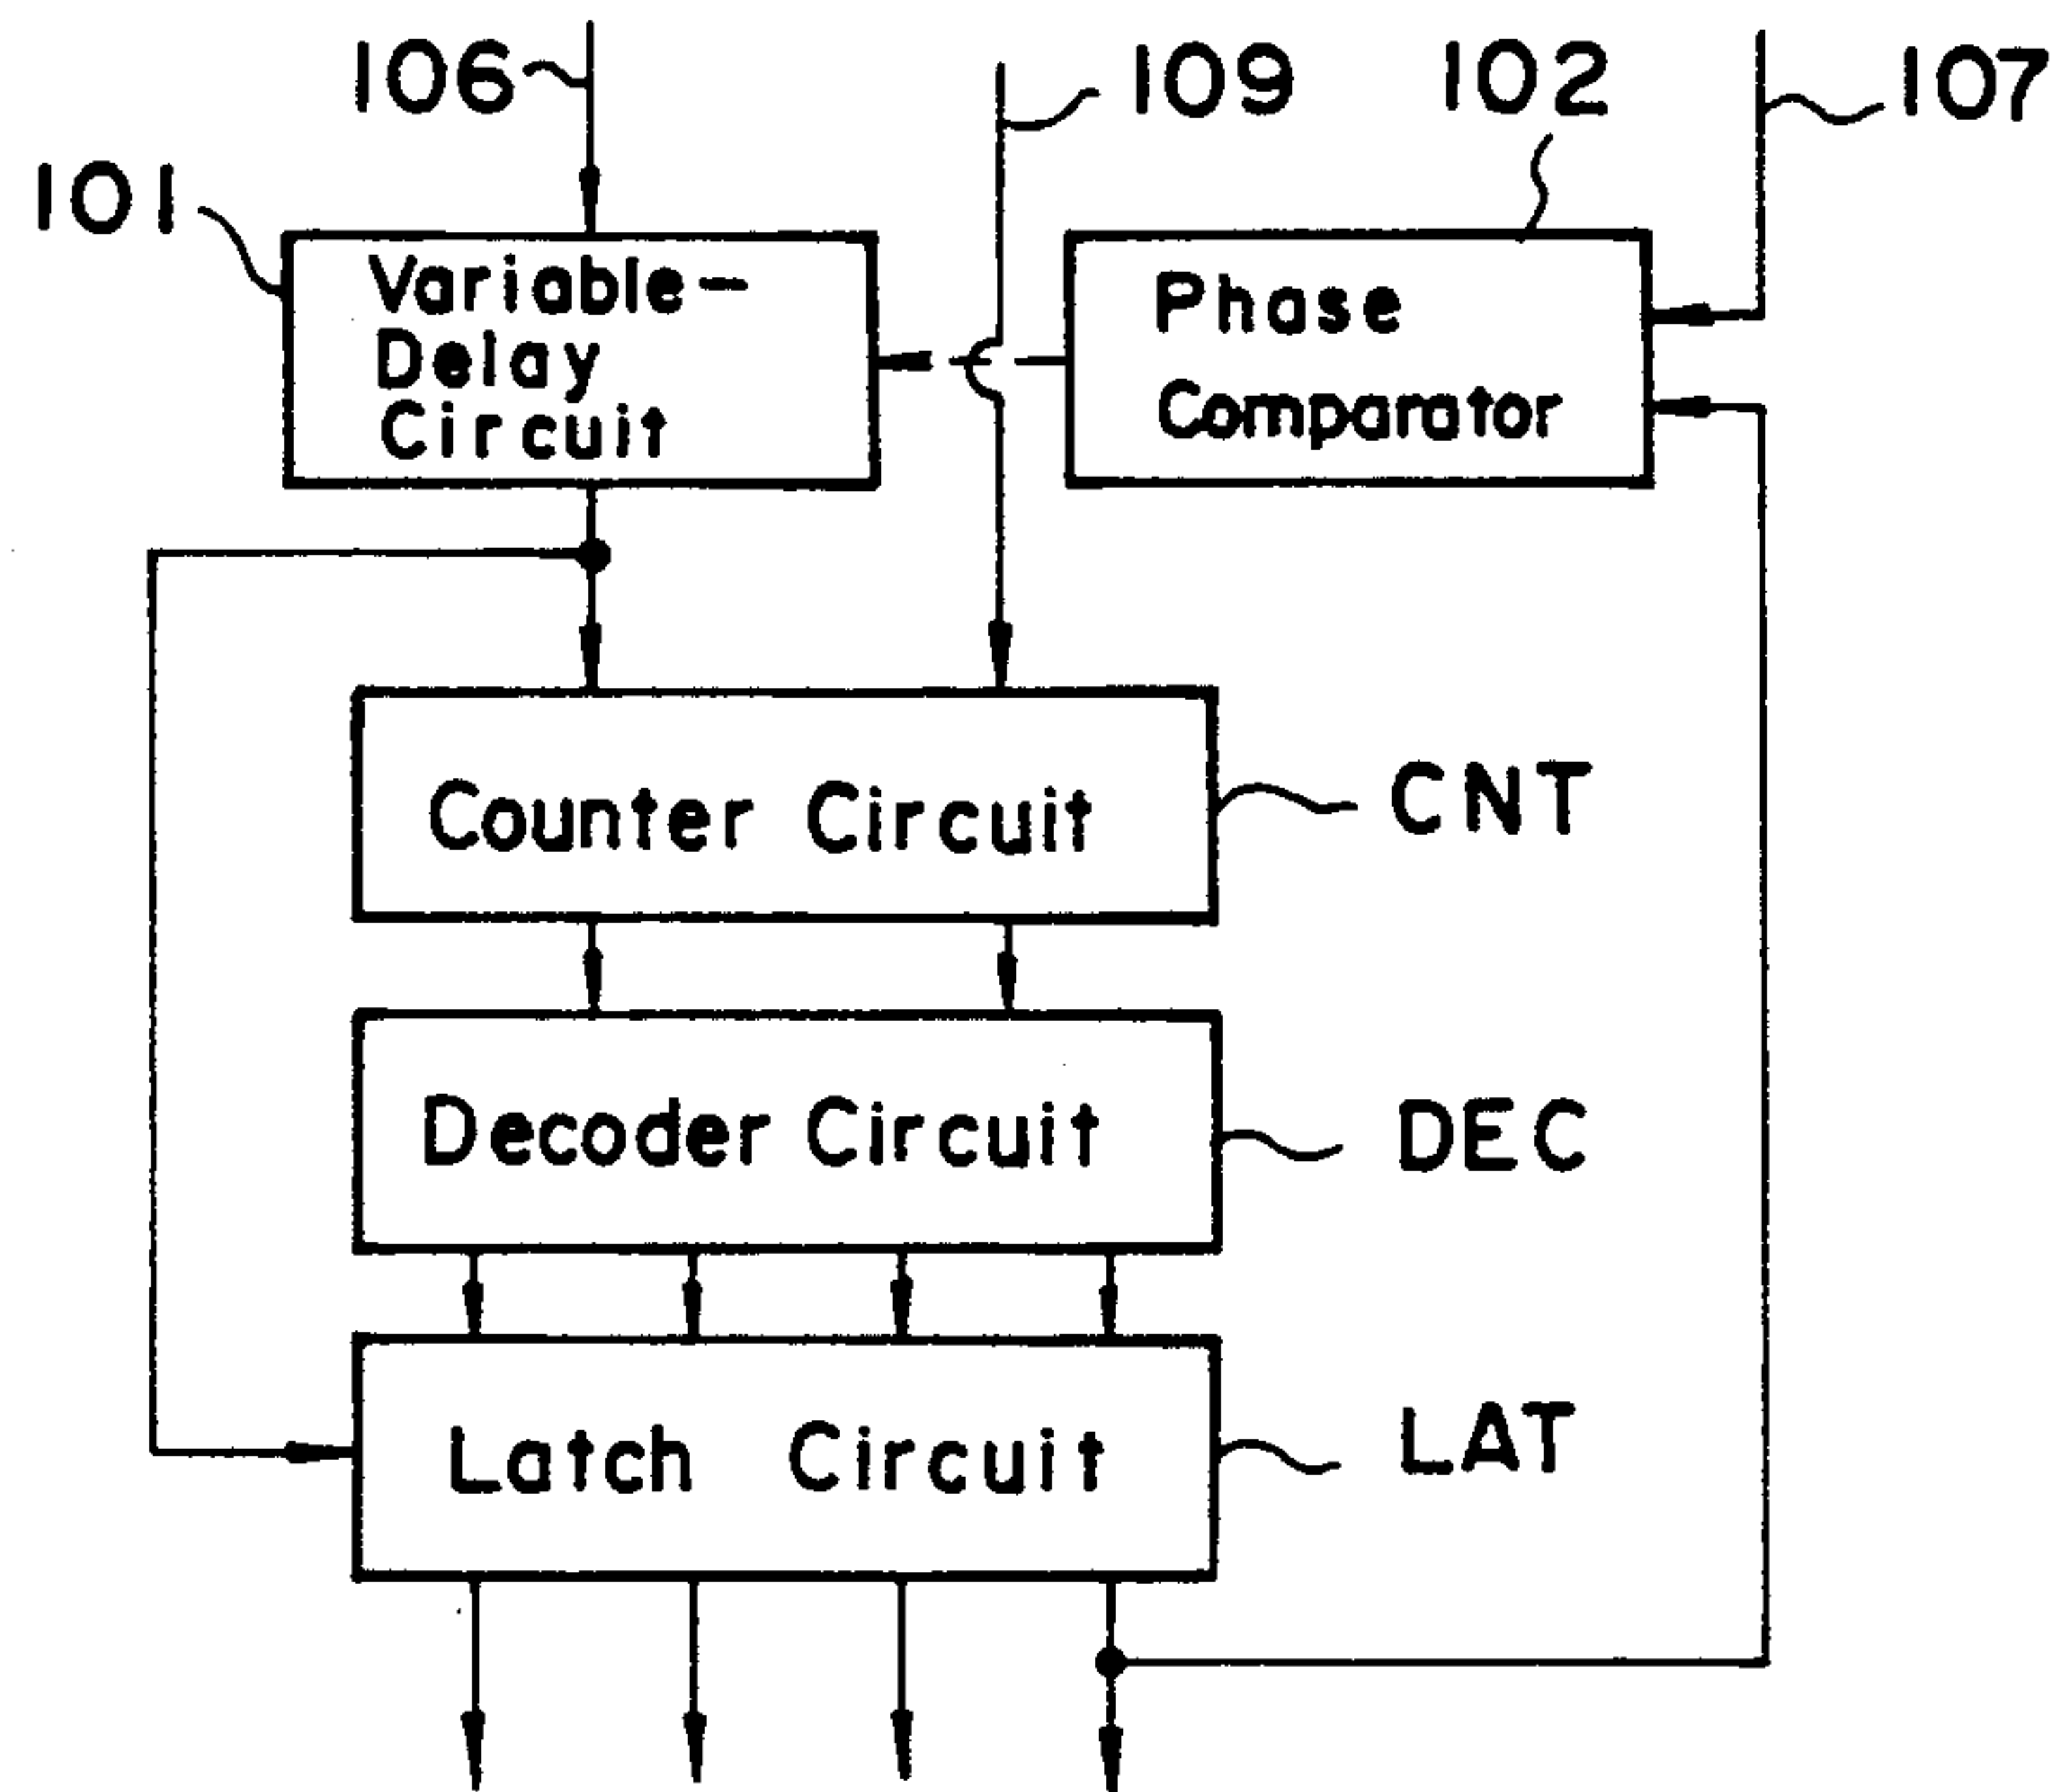 106
109
102
107
101
Variable-
Delay
Circuit
Phase
Comparator
Counter Circuit
CNT
Decoder Circuit
DEC
Latch Circuit
LAT